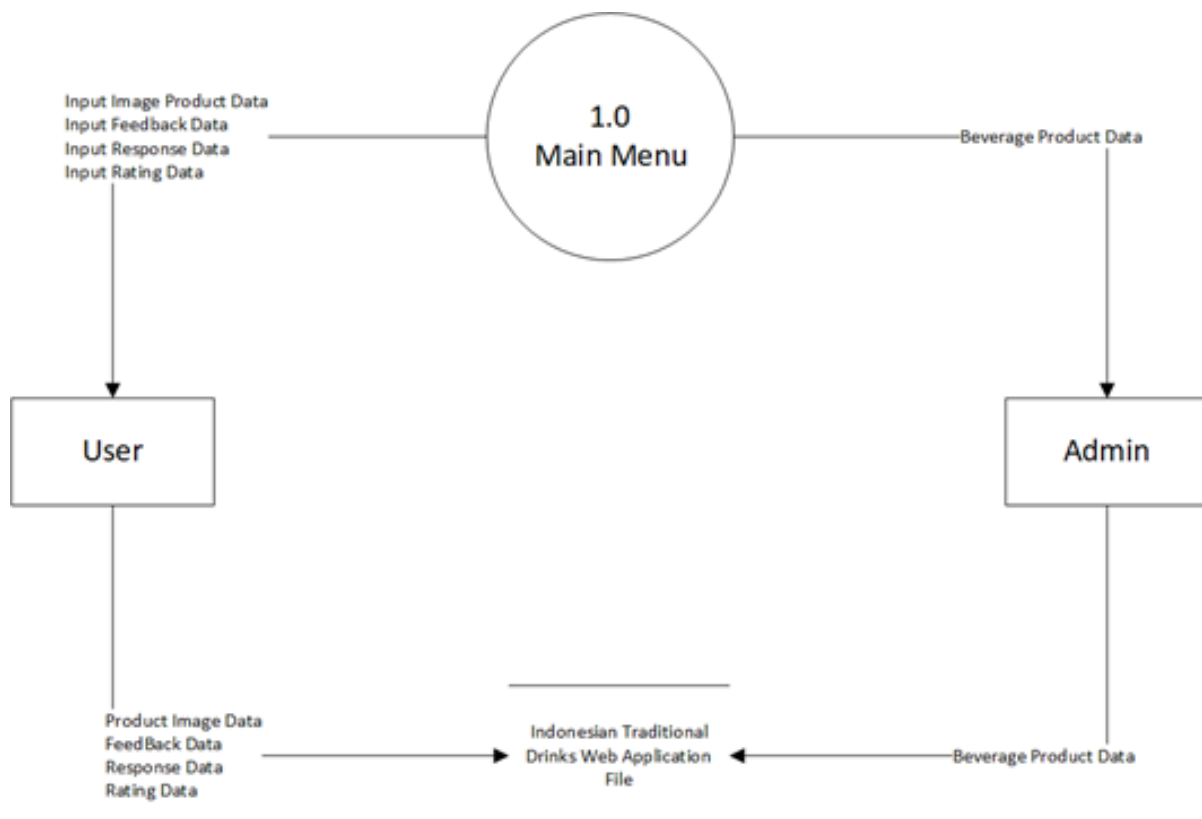 1.0
Main Menu
Input Image Product Data
Input Feedback Data
Input Response Data
Input Rating Data
Beverage Product Data
User
Admin
Product Image Data
FeedBack Data
Response Data
Rating Data
Indonesian Traditional
Drinks Web Application
File
Beverage Product Data